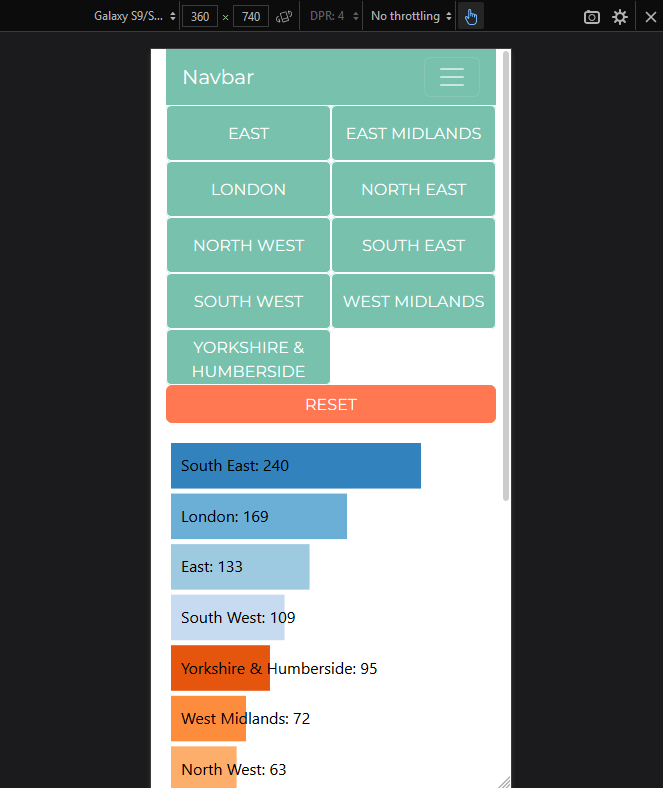 Galaxy S9/S... 360 × 740 DPR: 4 No throttling
Navbar
EAST
EAST MIDLANDS
LONDON
NORTH EAST
NORTH WEST
SOUTH EAST
SOUTH WEST
WEST MIDLANDS
YORKSHIRE &
HUMBERSIDE
RESET
South East: 240
London: 169
East: 133
South West: 109
Yorkshire & Humberside: 95
West Midlands: 72
North West: 63